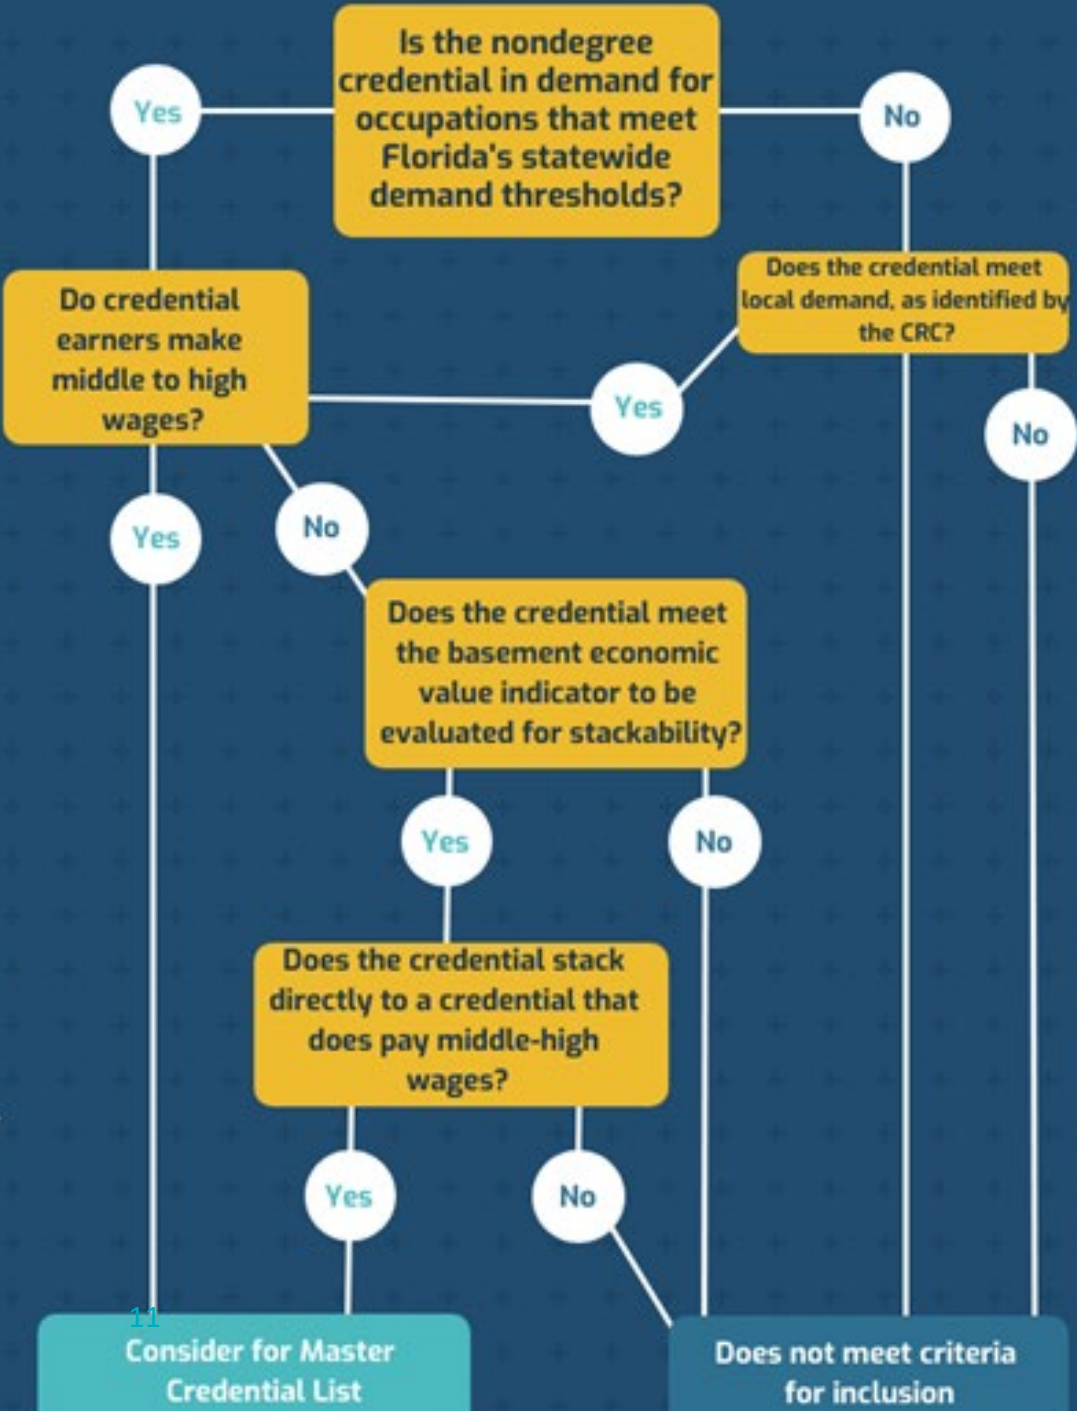 Is the nondegree
credential in demand for
occupations that meet
Florida's statewide
demand thresholds?
Yes
No
Does the credential meet
local demand, as identified by
the CRC?
Do credential
earners make
middle to high
wages?
Yes
No
Yes
No
Does the credential meet
the basement economic
value indicator to be
evaluated for stackability?
Yes
No
Does the credential stack
directly to a credential that
does pay middle-high
wages?
Yes
No
11
Consider for Master
Credential List
Does not meet criteria
for inclusion